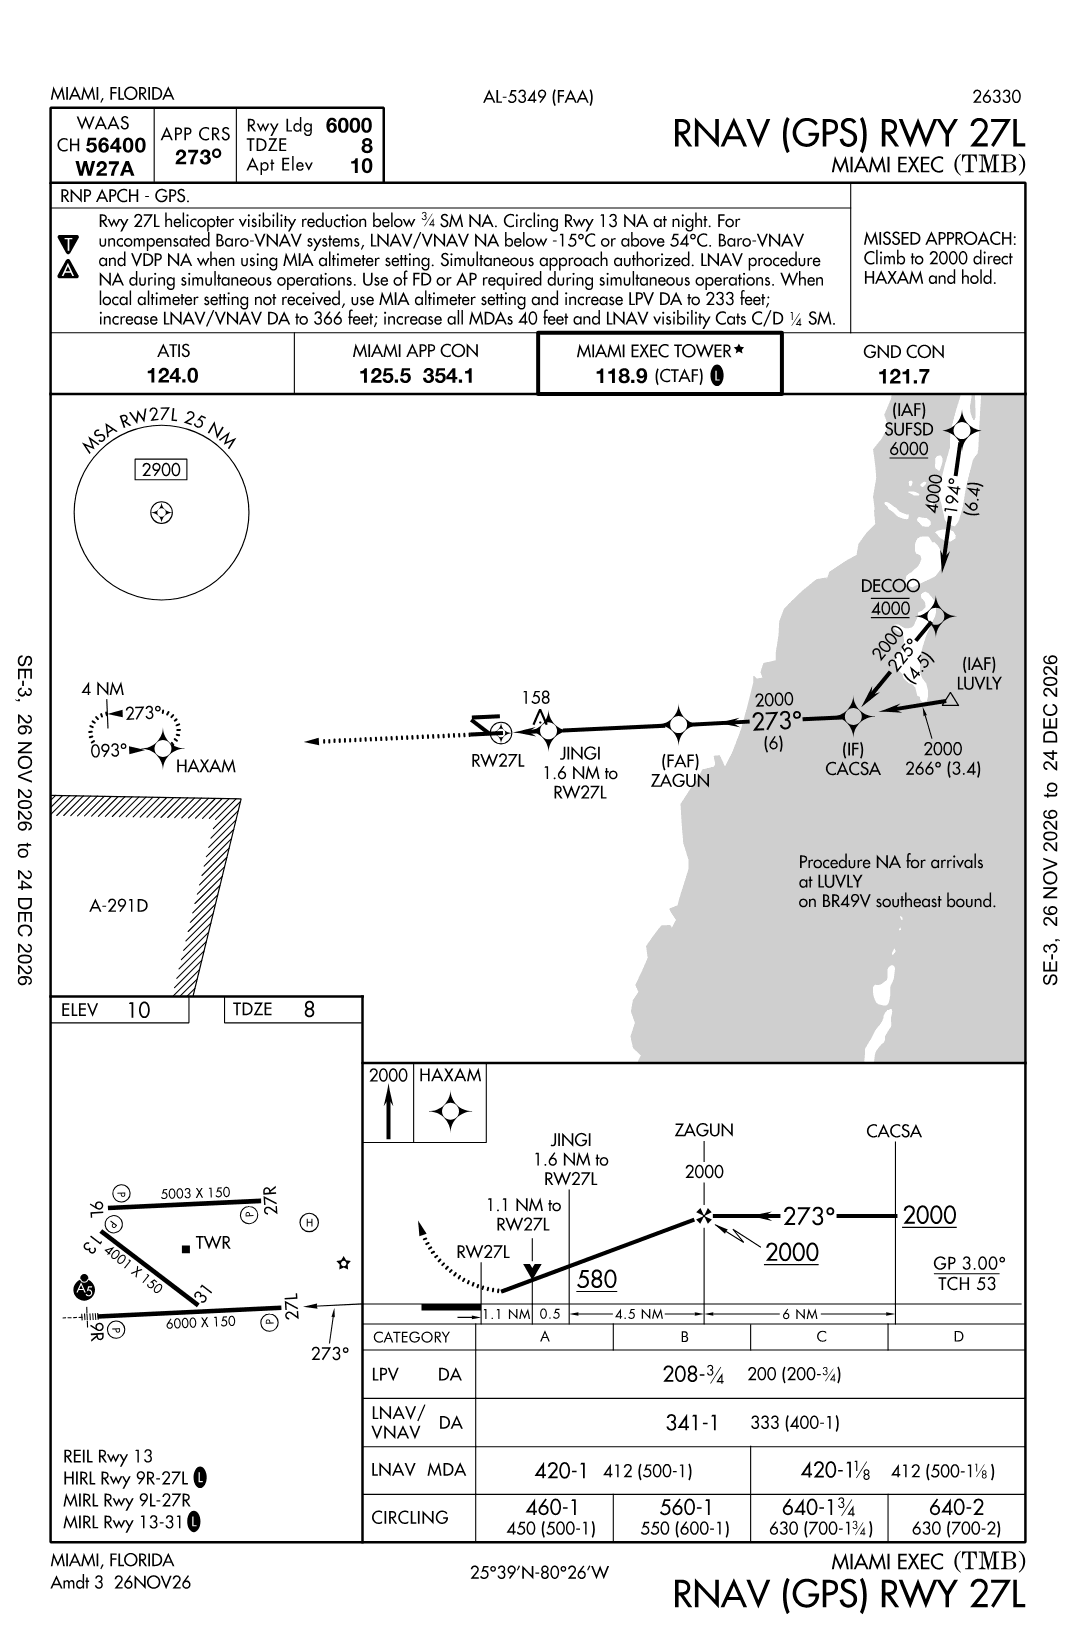 MIAMI, FLORIDA
AL-5349 (FAA)
26330
WAAS
CH 56400
W27A
APP CRS
273°
Rwy Ldg 6000
TDZE 8
Apt Elev 10
RNAV (GPS) RWY 27L
MIAMI EXEC (TMB)
RNP APCH - GPS.
T
A
Rwy 27L helicopter visibility reduction below ¾ SM NA. Circling Rwy 13 NA at night. For
uncompensated Baro-VNAV systems, LNAV/VNAV NA below -15°C or above 54°C. Baro-VNAV
and VDP NA when using MIA altimeter setting. Simultaneous approach authorized. LNAV procedure
NA during simultaneous operations. Use of FD or AP required during simultaneous operations. When
local altimeter setting not received, use MIA altimeter setting and increase LPV DA to 233 feet;
increase LNAV/VNAV DA to 366 feet; increase all MDAs 40 feet and LNAV visibility Cats C/D ¼ SM.
MISSED APPROACH:
Climb to 2000 direct
HAXAM and hold.
ATIS
124.0
MIAMI APP CON
125.5 354.1
MIAMI EXEC TOWER★
118.9 (CTAF) L
GND CON
121.7
MSA RW27L 25 NM
2900
(IAF)
SUFSD
6000
4000
194°
(6.4)
DECOO
4000
2000
225°
(4.5)
(IAF)
LUVLY
2000
266° (3.4)
(IF)
CACSA
2000
273°
(6)
(FAF)
ZAGUN
158
JINGI
1.6 NM to
RW27L
RW27L
4 NM
273°
093°
HAXAM
A-291D
Procedure NA for arrivals
at LUVLY
on BR49V southeast bound.
SE-3, 26 NOV 2026 to 24 DEC 2026
SE-3, 26 NOV 2026 to 24 DEC 2026
ELEV 10
TDZE 8
5003 X 150
9L
27R
P
P
P
H
13
4001 X 150
31
TWR
A5
9R
6000 X 150
27L
P
P
273°
REIL Rwy 13
HIRL Rwy 9R-27L L
MIRL Rwy 9L-27R
MIRL Rwy 13-31 L
2000
HAXAM
JINGI
1.6 NM to
RW27L
1.1 NM to
RW27L
RW27L
ZAGUN
2000
CACSA
273°
2000
2000
580
GP 3.00°
TCH 53
1.1 NM
0.5
4.5 NM
6 NM
CATEGORY A B C D
LPV DA 208-¾ 200 (200-¾)
LNAV/
VNAV DA 341-1 333 (400-1)
LNAV MDA 420-1 412 (500-1) 420-1⅛ 412 (500-1⅛)
CIRCLING
460-1
450 (500-1)
560-1
550 (600-1)
640-1¾
630 (700-1¾)
640-2
630 (700-2)
MIAMI, FLORIDA
Amdt 3 26NOV26
25°39'N-80°26'W
MIAMI EXEC (TMB)
RNAV (GPS) RWY 27L